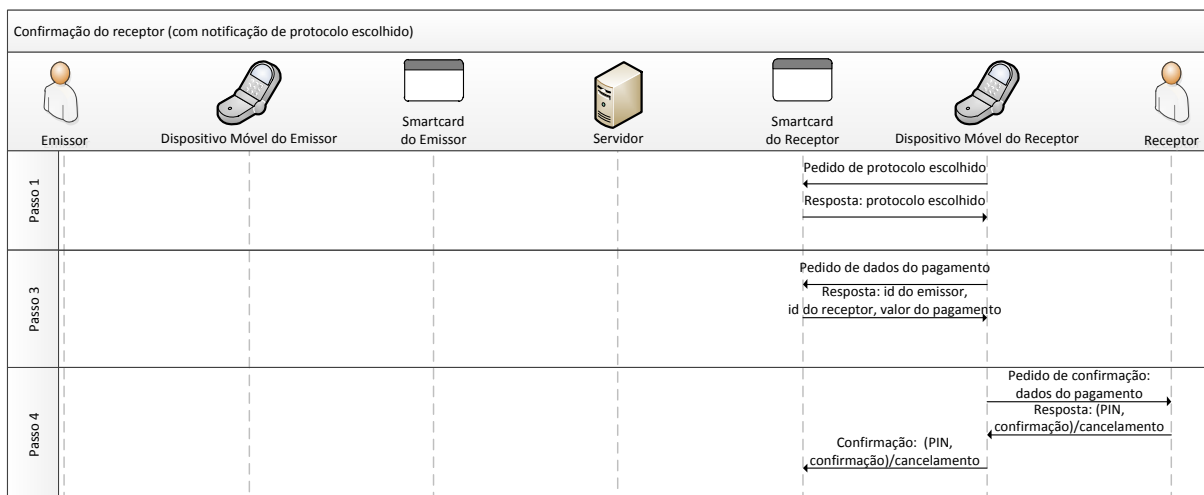 Confirmação do receptor (com notificação de protocolo escolhido)
Emissor
Dispositivo Móvel do Emissor
Smartcard
do Emissor
Servidor
Smartcard
do Receptor
Dispositivo Móvel do Receptor
Receptor
Passo 1
Pedido de protocolo escolhido
Resposta: protocolo escolhido
Passo 3
Pedido de dados do pagamento
Resposta: id do emissor,
id do receptor, valor do pagamento
Passo 4
Pedido de confirmação:
dados do pagamento
Resposta: (PIN,
confirmação)/cancelamento
Confirmação: (PIN,
confirmação)/cancelamento